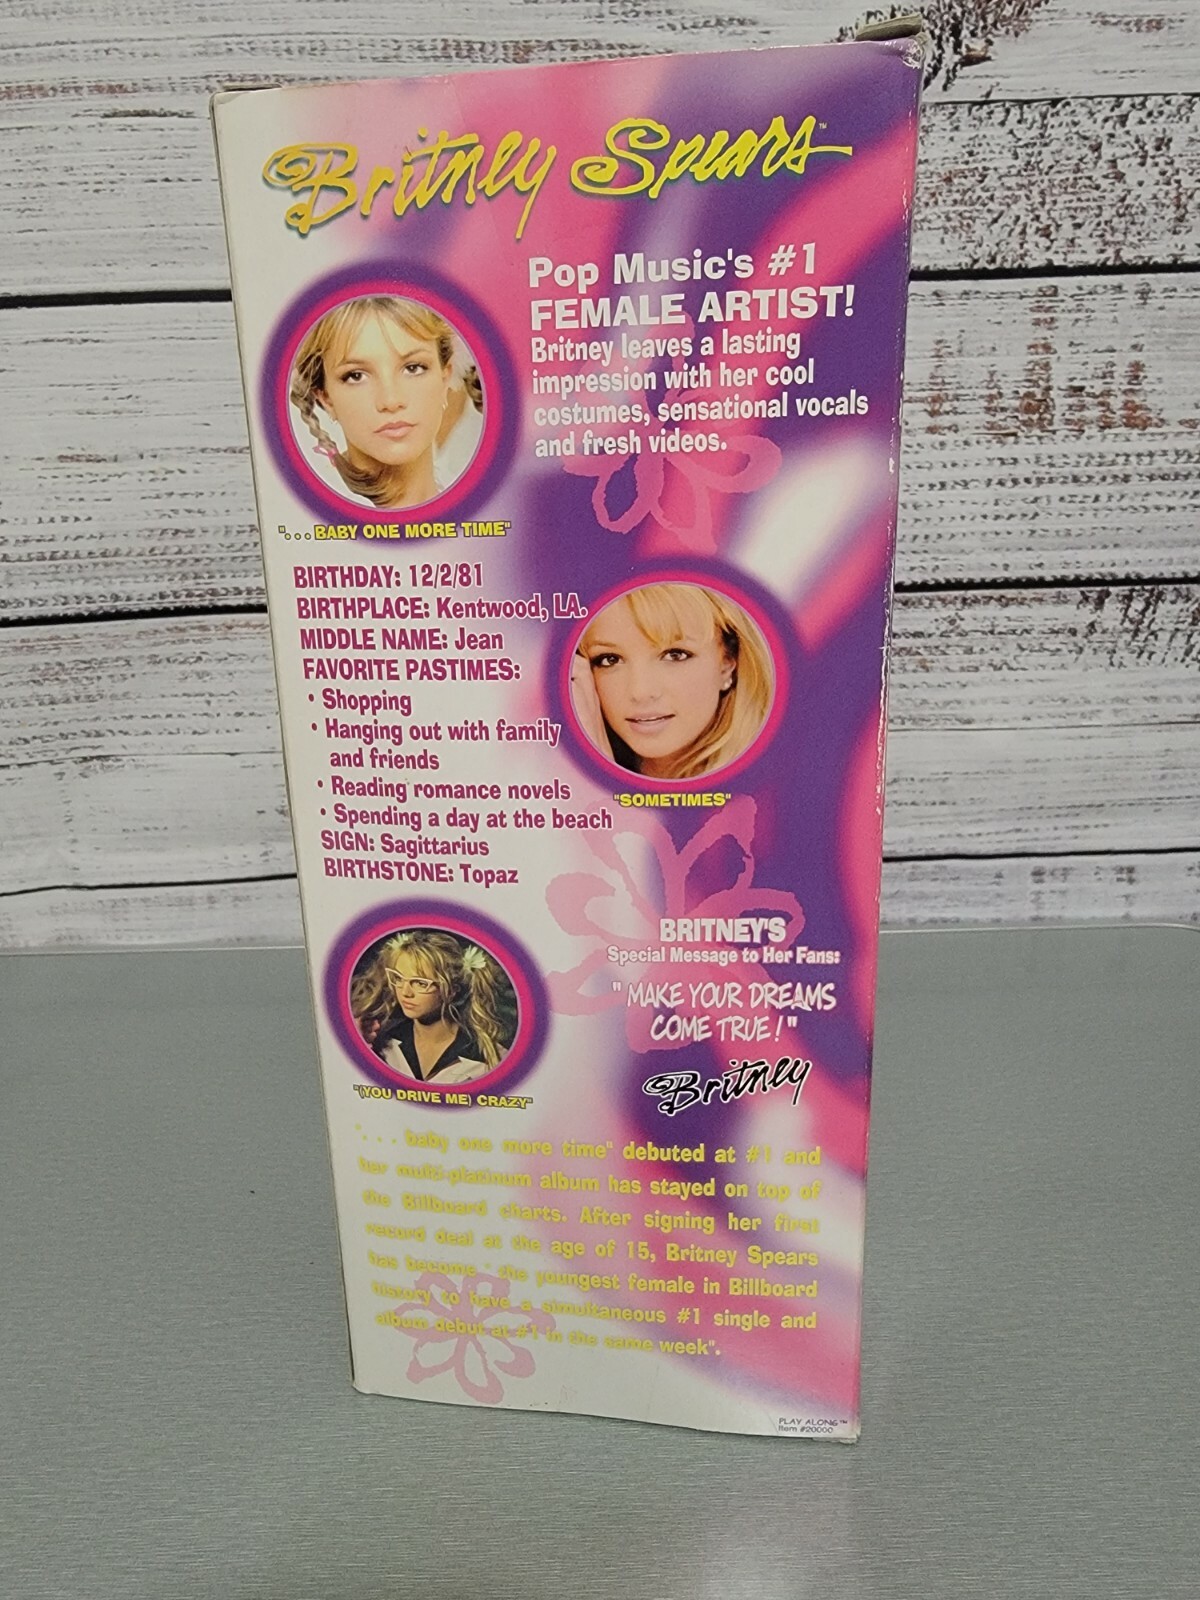 Britney Spears™
Pop Music's #1
FEMALE ARTIST!
Britney leaves a lasting
impression with her cool
costumes, sensational vocals
and fresh videos.
"...BABY ONE MORE TIME"
BIRTHDAY: 12/2/81
BIRTHPLACE: Kentwood, LA.
MIDDLE NAME: Jean
FAVORITE PASTIMES:
• Shopping
• Hanging out with family
and friends
• Reading romance novels
• Spending a day at the beach
SIGN: Sagittarius
BIRTHSTONE: Topaz
"SOMETIMES"
BRITNEY'S
Special Message to Her Fans:
"MAKE YOUR DREAMS
COME TRUE!"
Britney
"(YOU DRIVE ME) CRAZY"
"... baby one more time" debuted at #1 and
her multi-platinum album has stayed on top of
the Billboard charts. After signing her first
record deal at the age of 15, Britney Spears
has become "the youngest female in Billboard
history to have a simultaneous #1 single and
album debut at #1 in the same week".
PLAY ALONG™
Item #20000